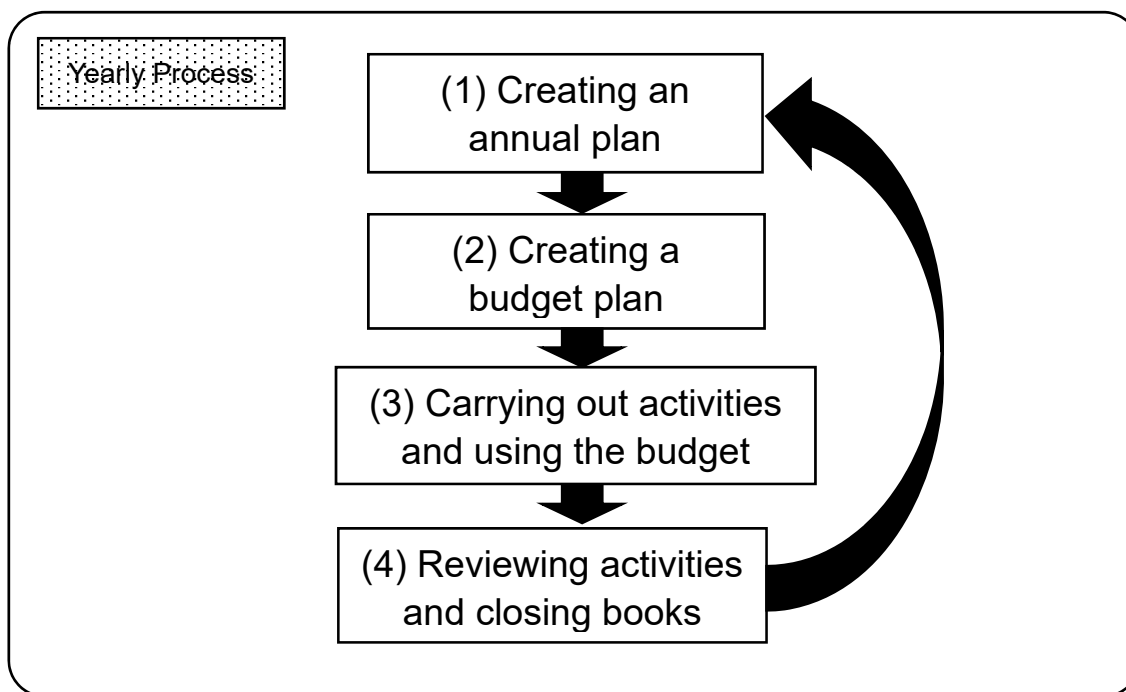 Yearly Process
(1) Creating an
annual plan
(2) Creating a
budget plan
(3) Carrying out activities
and using the budget
(4) Reviewing activities
and closing books